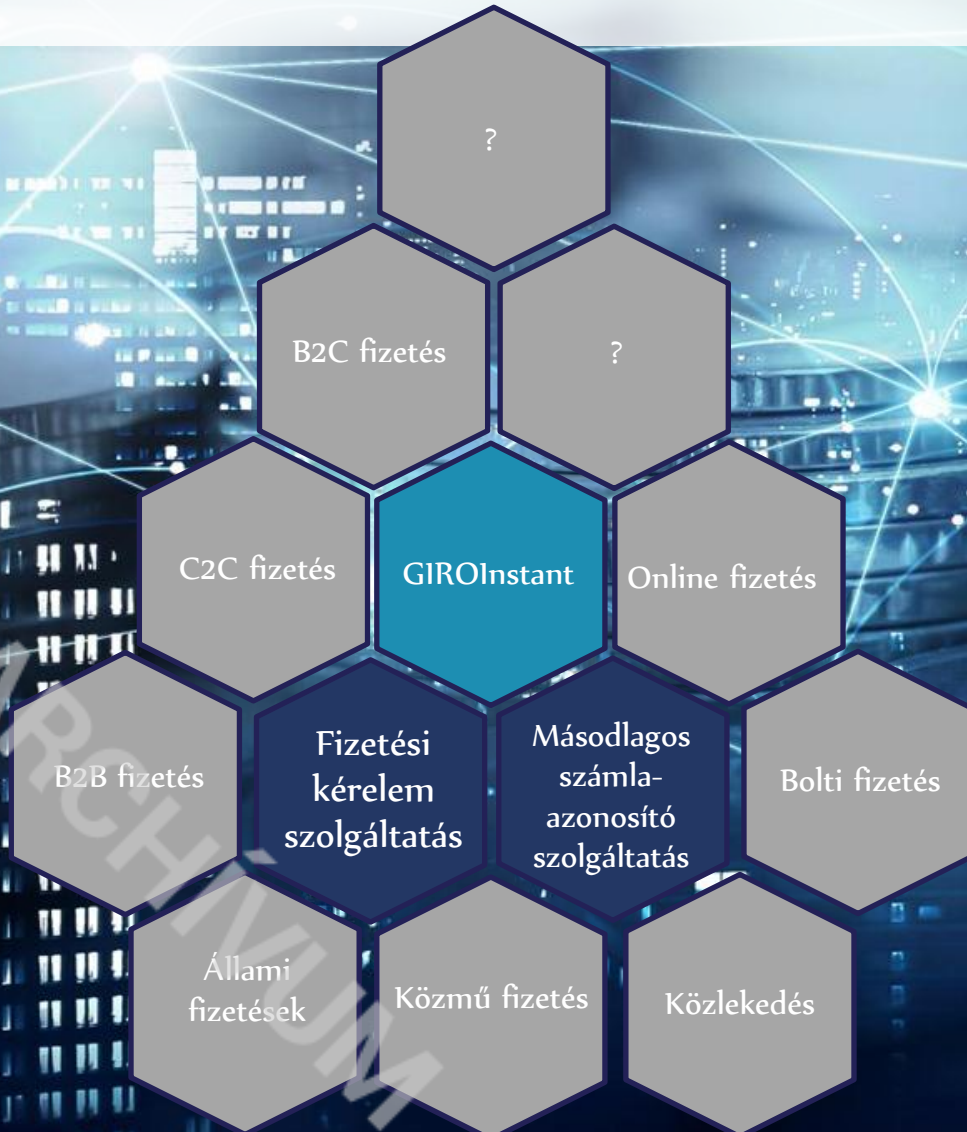 ?
B2C fizetés
?
C2C fizetés
GIROInstant
Online fizetés
B2B fizetés
Fizetési
kérelem
szolgáltatás
Másodlagos
számla-
azonosító
szolgáltatás
Bolti fizetés
Állami
fizetések
Közmű fizetés
Közlekedés
ARCHÍVUM